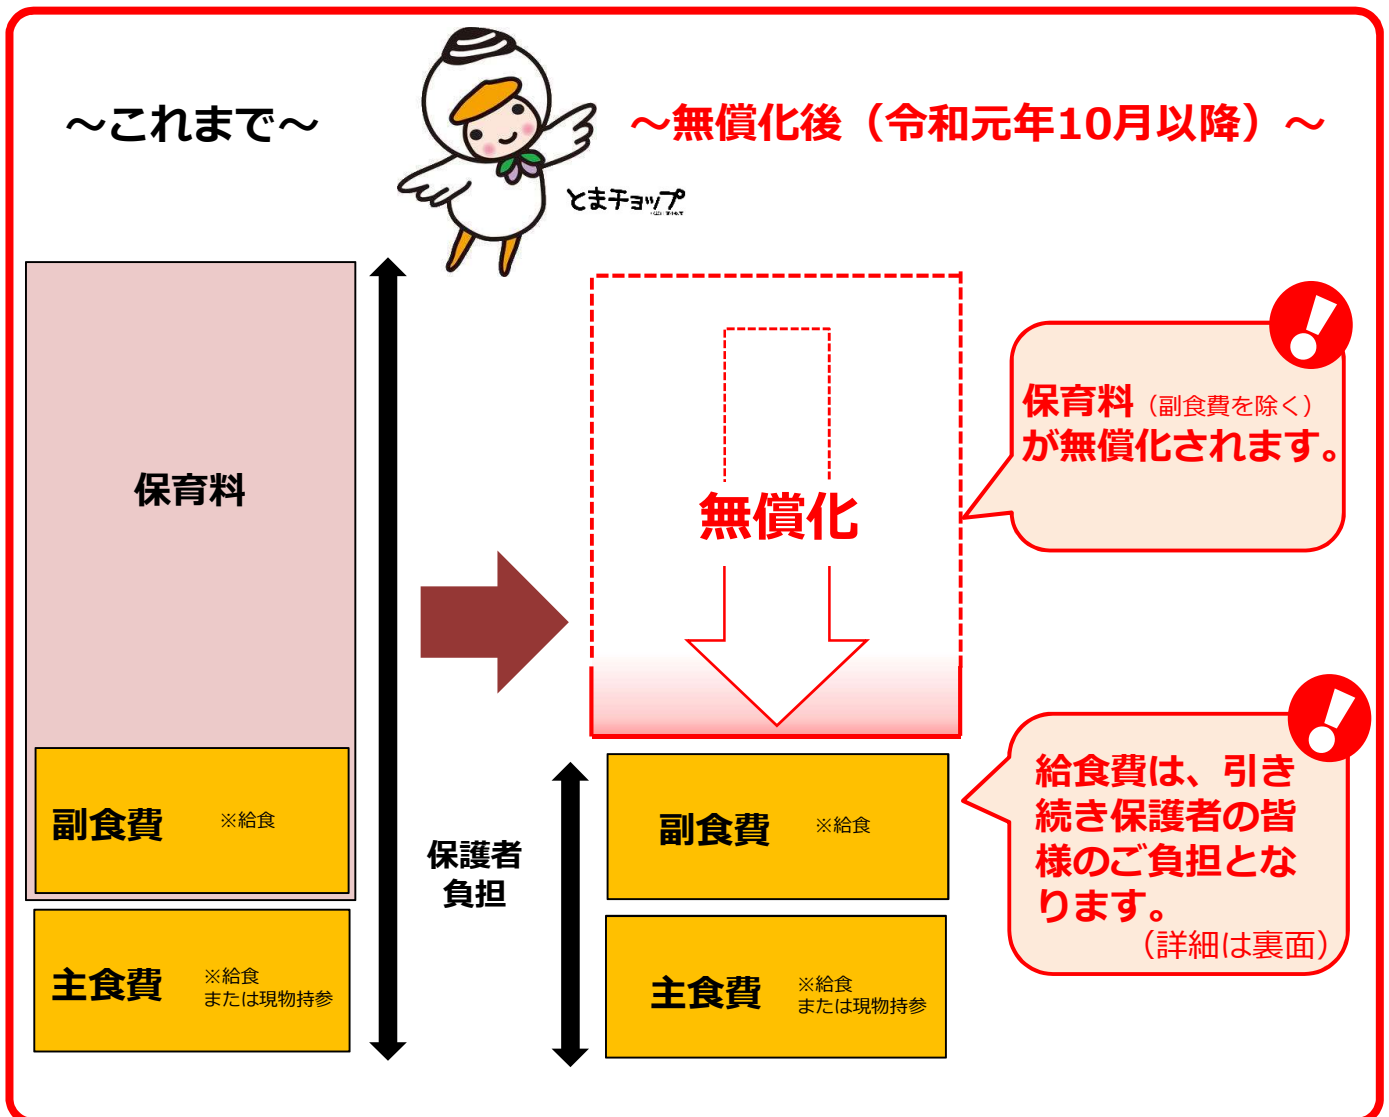 ～これまで～
とまチョップ
～無償化後（令和元年10月以降）～
保育料
副食費 ※給食
主食費 ※給食
または現物持参
保護者
負担
無償化
副食費 ※給食
主食費 ※給食
または現物持参
保育料（副食費を除く）
が無償化されます。
給食費は、引き
続き保護者の皆
様のご負担とな
ります。
（詳細は裏面）